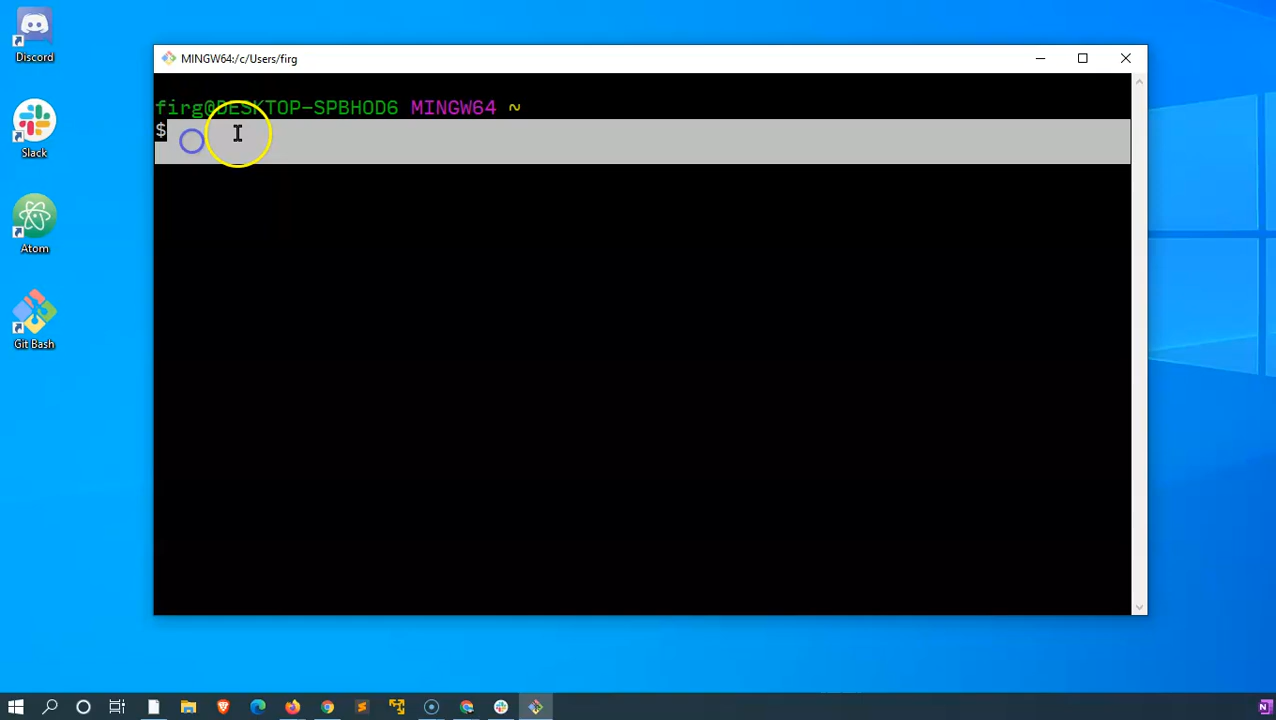 Discord
Slack
Atom
Git Bash
MINGW64:/c/Users/firg
firg@DESKTOP-SPBHOD6 MINGW64 ~
$